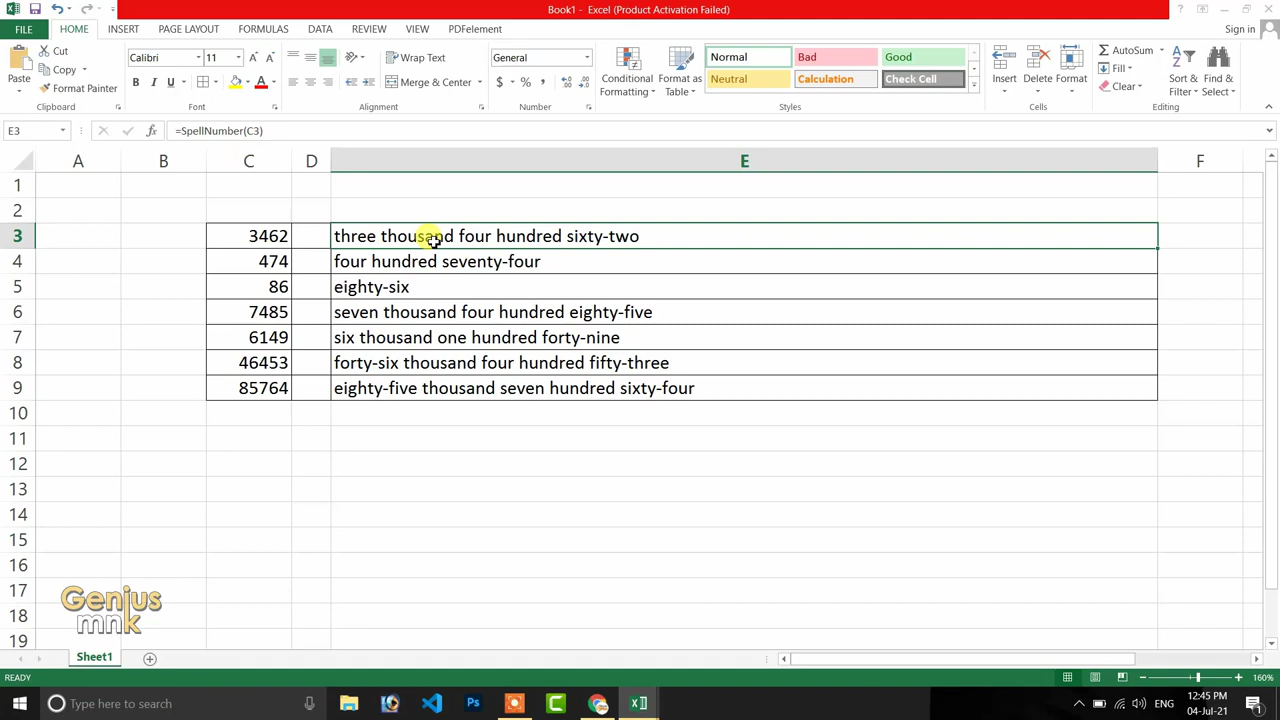 Book1 - Excel (Product Activation Failed)
Sign in
FILE HOME INSERT PAGE LAYOUT FORMULAS DATA REVIEW VIEW PDFelement
Cut
Copy
Format Painter
Paste
Clipboard
Calibri 11
B I U
Font
Wrap Text
Merge & Center
Alignment
General
$ % ,
Number
Conditional Formatting
Format as Table
Normal Bad Good
Neutral Calculation Check Cell
Styles
Insert Delete Format
Cells
AutoSum
Fill
Clear
Sort & Filter
Find & Select
Editing
E3 fx =SpellNumber(C3)
A B C D E F
1
2
3 3462 three thousand four hundred sixty-two
4 474 four hundred seventy-four
5 86 eighty-six
6 7485 seven thousand four hundred eighty-five
7 6149 six thousand one hundred forty-nine
8 46453 forty-six thousand four hundred fifty-three
9 85764 eighty-five thousand seven hundred sixty-four
10
11
12
13
14
15
16
17
18
19
Genius
mnk
Sheet1
READY
160%
Type here to search
Ps
ENG
12:45 PM
04-Jul-21